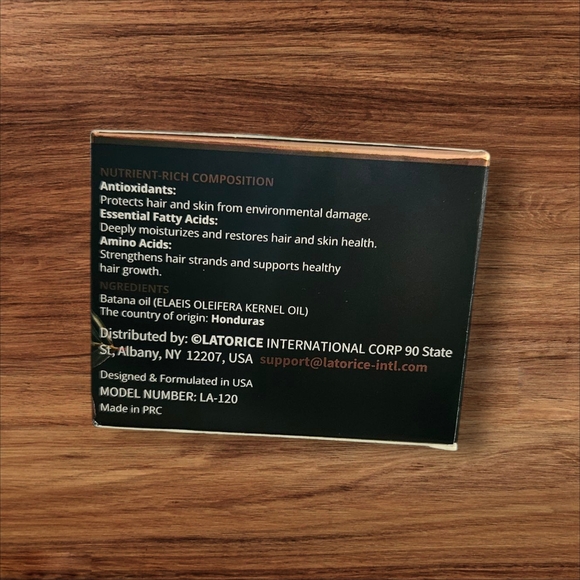 NUTRIENT-RICH COMPOSITION
Antioxidants:
Protects hair and skin from environmental damage.
Essential Fatty Acids:
Deeply moisturizes and restores hair and skin health.
Amino Acids:
Strengthens hair strands and supports healthy
hair growth.
NGREDIENTS
Batana oil (ELAEIS OLEIFERA KERNEL OIL)
The country of origin: Honduras
Distributed by: ©LATORICE INTERNATIONAL CORP 90 State
St, Albany, NY 12207, USA support@latorice-intl.com
Designed & Formulated in USA
MODEL NUMBER: LA-120
Made in PRC